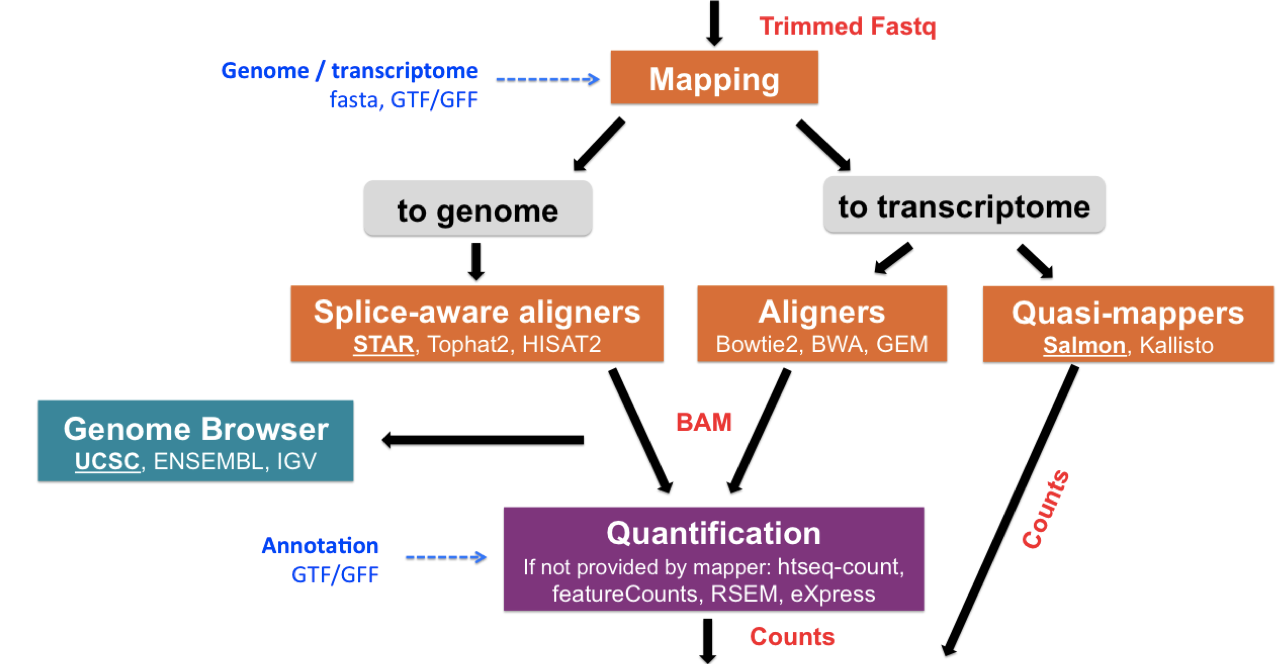 Trimmed Fastq
Genome / transcriptome
fasta, GTF/GFF
Mapping
to genome
to transcriptome
Splice-aware aligners
STAR, Tophat2, HISAT2
Aligners
Bowtie2, BWA, GEM
Quasi-mappers
Salmon, Kallisto
BAM
Genome Browser
UCSC, ENSEMBL, IGV
Counts
Annotation
GTF/GFF
Quantification
If not provided by mapper: htseq-count,
featureCounts, RSEM, eXpress
Counts